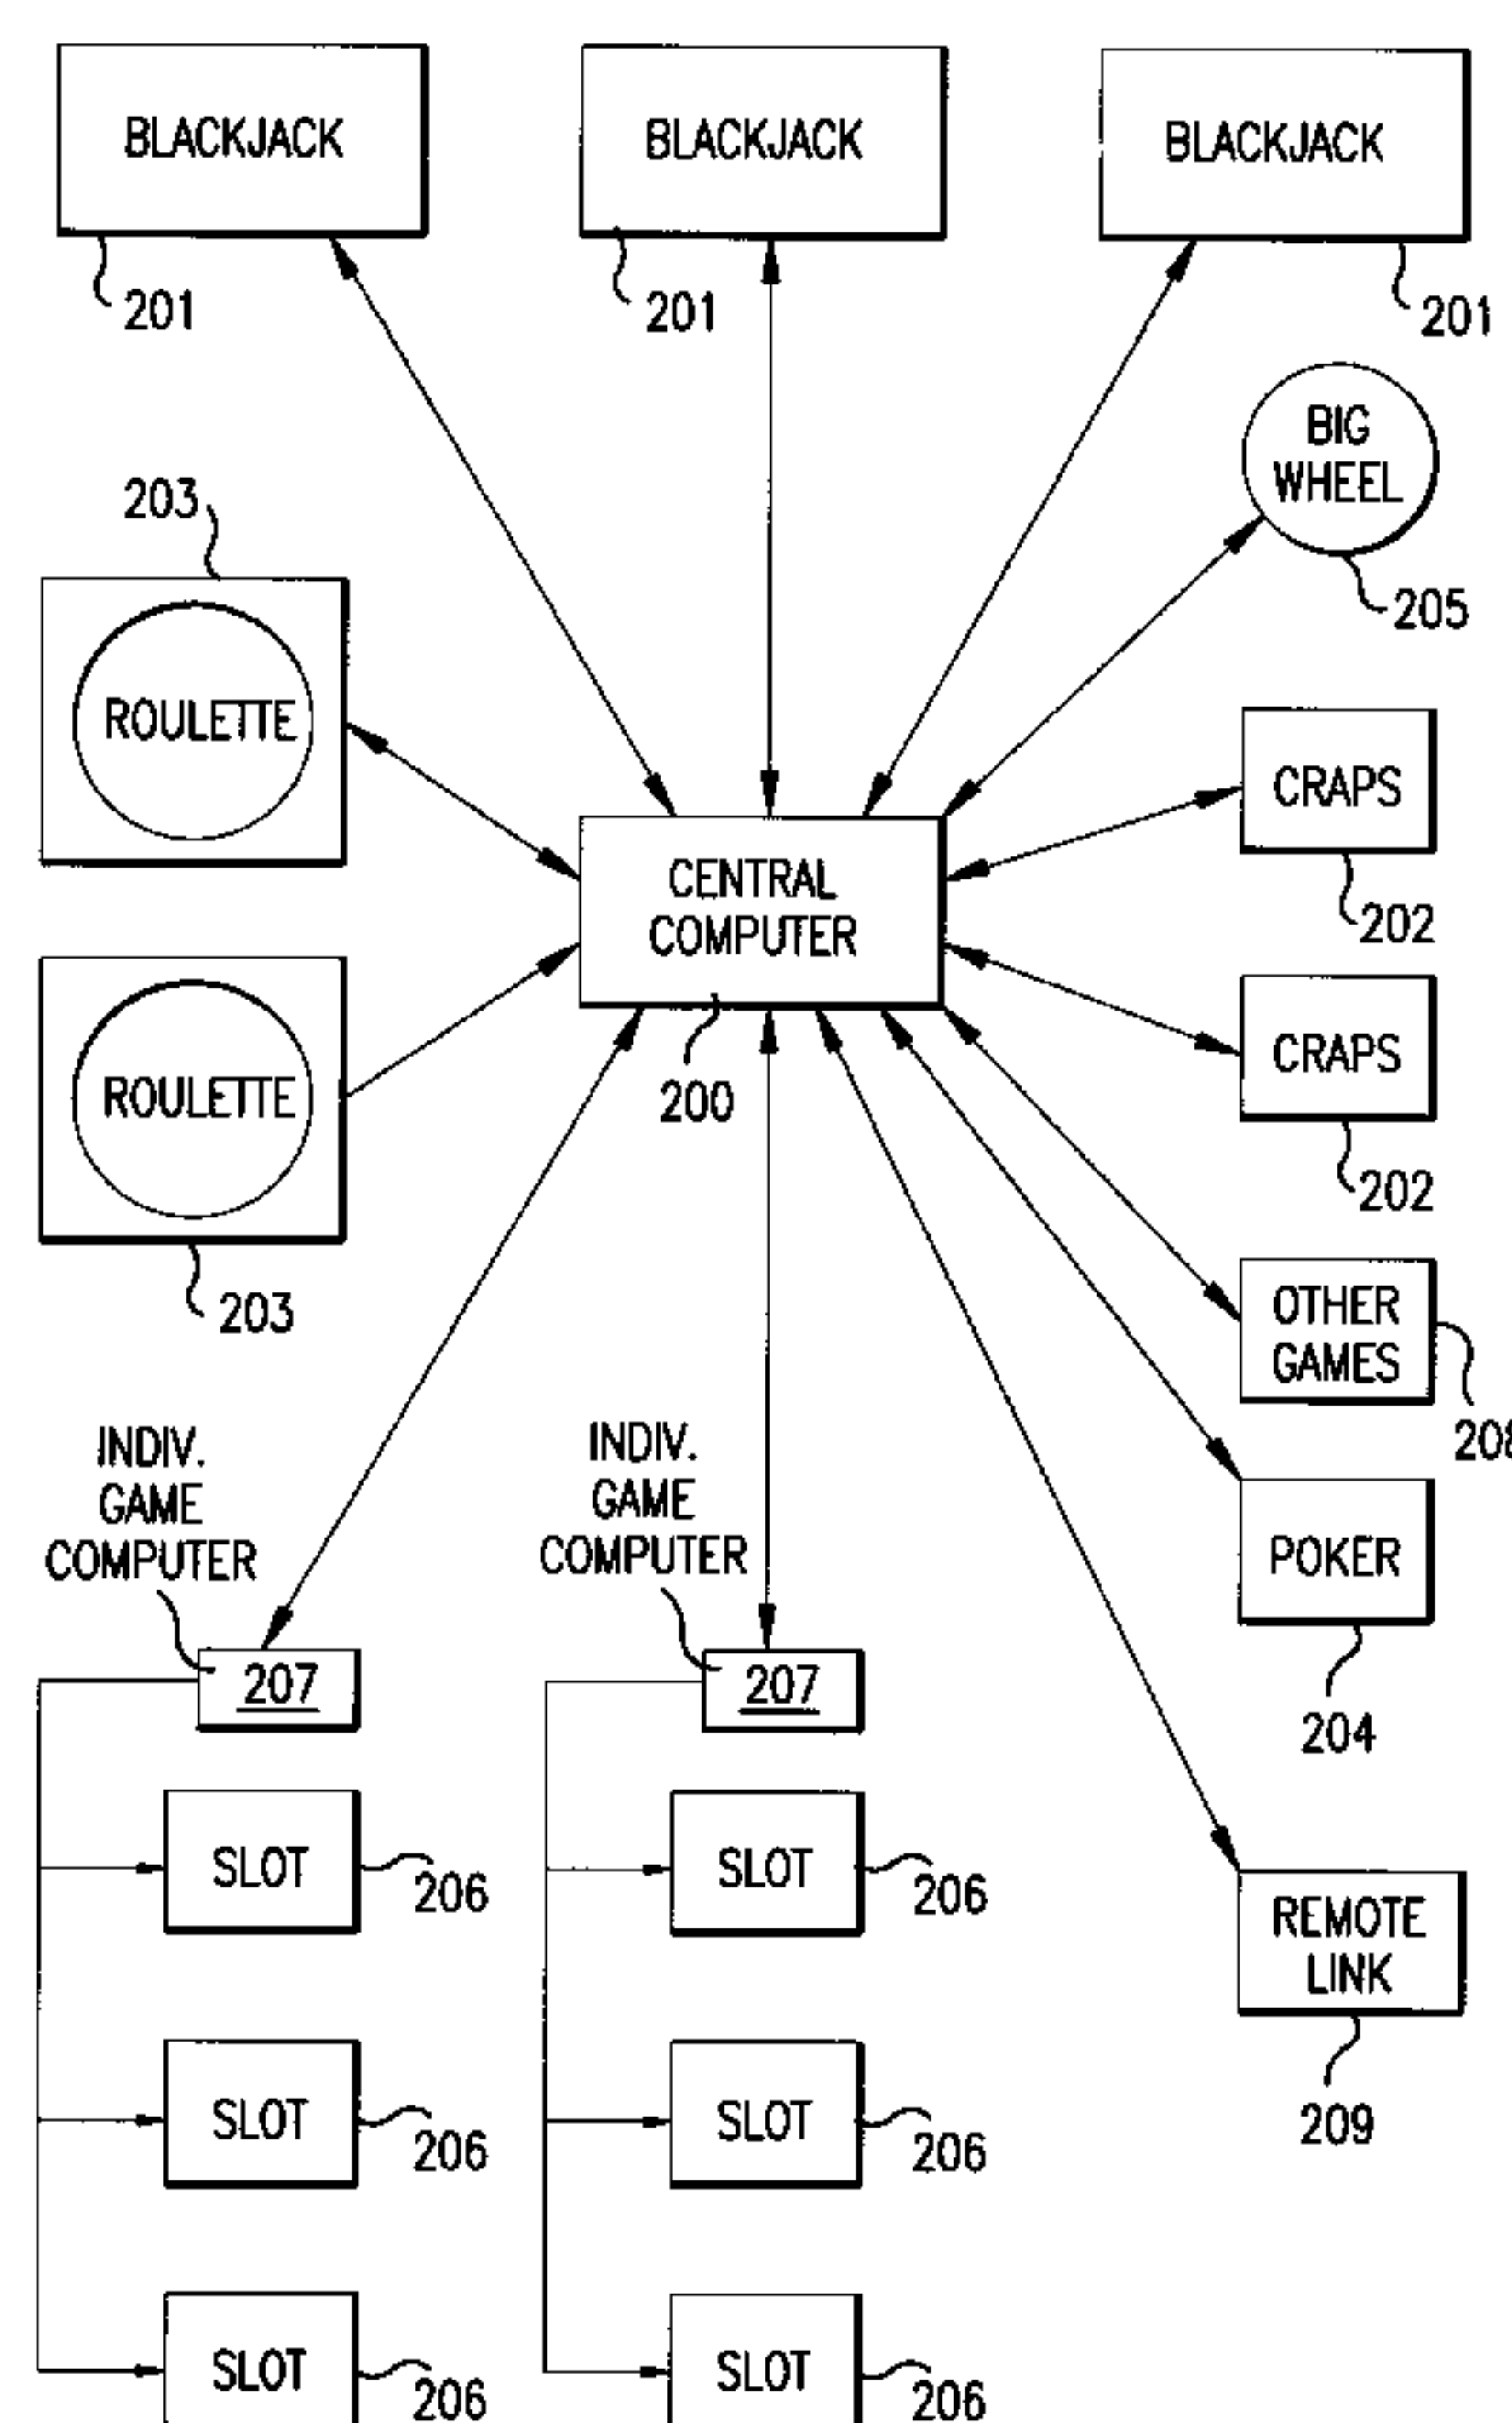 BLACKJACK
BLACKJACK
BLACKJACK
201
201
201
BIG
WHEEL
205
203
ROULETTE
CRAPS
202
CENTRAL
COMPUTER
200
ROULETTE
203
CRAPS
202
OTHER
GAMES
208
INDIV.
GAME
COMPUTER
207
INDIV.
GAME
COMPUTER
207
POKER
204
SLOT
206
SLOT
206
REMOTE
LINK
209
SLOT
206
SLOT
206
SLOT
206
SLOT
206